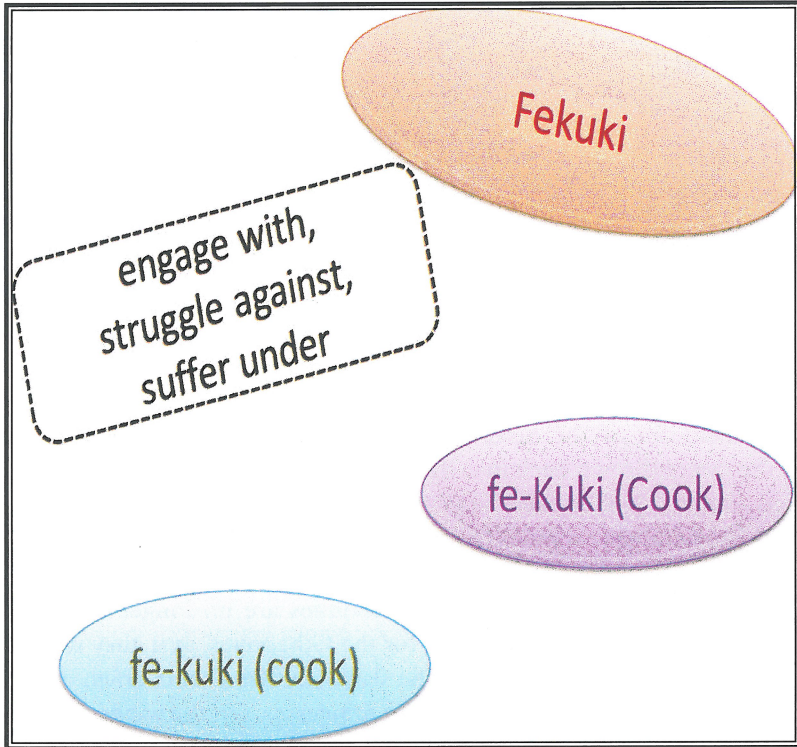 Fekuki
engage with,
struggle against,
suffer under
fe-Kuki (Cook)
fe-kuki (cook)